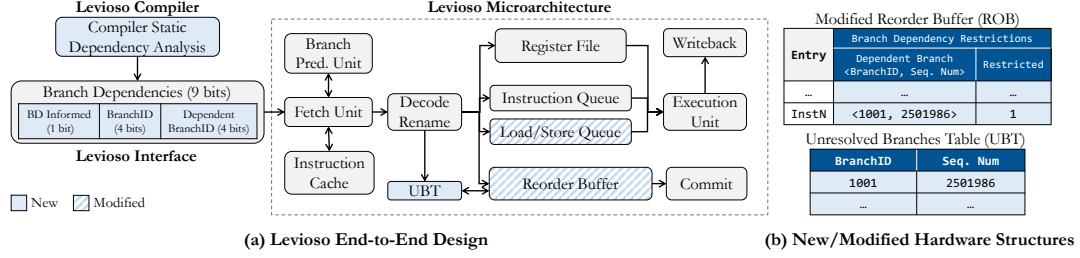 Levioso Compiler
Compiler Static
Dependency Analysis
Branch Dependencies (9 bits)
BD Informed
(1 bit)
BranchID
(4 bits)
Dependent
BranchID (4 bits)
Levioso Interface
New
Modified
Levioso Microarchitecture
Branch
Pred. Unit
Fetch Unit
Instruction
Cache
Decode
Rename
UBT
Register File
Instruction Queue
Load/Store Queue
Reorder Buffer
Writeback
Execution
Unit
Commit
(a) Levioso End-to-End Design
Modified Reorder Buffer (ROB)
Entry
Branch Dependency Restrictions
Dependent Branch
<BranchID, Seq. Num>
Restricted
… … …
InstN <1001, 2501986> 1
Unresolved Branches Table (UBT)
BranchID Seq. Num
1001 2501986
… …
(b) New/Modified Hardware Structures